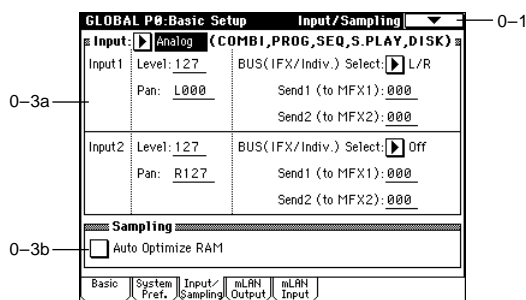 GLOBAL P0:Basic Setup Input/Sampling
0–1
Input: Analog (COMBI,PROG,SEQ,S.PLAY,DISK)
Input1 Level: 127 BUS(IFX/Indiv.) Select: L/R
Pan: L000 Send1 (to MFX1): 000
0–3a
Send2 (to MFX2): 000
Input2 Level: 127 BUS(IFX/Indiv.) Select: Off
Pan: R127 Send1 (to MFX1): 000
Send2 (to MFX2): 000
Sampling
0–3b Auto Optimize RAM
Basic System Pref. Input/Sampling mLAN Output mLAN Input